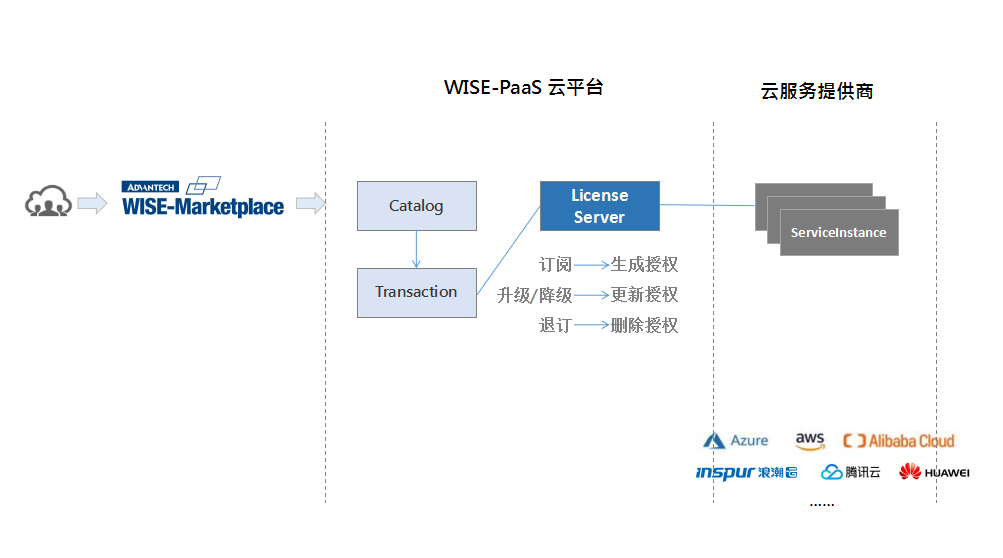 WISE-PaaS 云平台
云服务提供商
ADVANTECH
WISE-Marketplace
Catalog
Transaction
License
Server
ServiceInstance
订阅 生成授权
升级/降级 更新授权
退订 删除授权
Azure aws Alibaba Cloud
inspur 浪潮云 腾讯云 HUAWEI
......